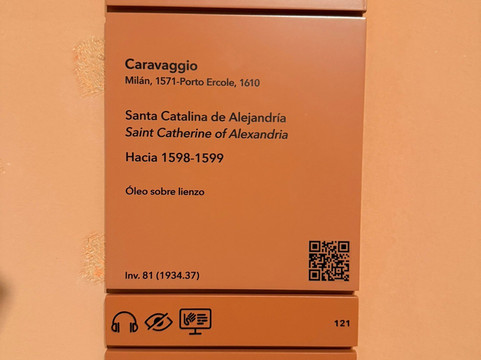 Caravaggio
Milán, 1571-Porto Ercole, 1610
Santa Catalina de Alejandría
Saint Catherine of Alexandria
Hacia 1598-1599
Óleo sobre lienzo
Inv. 81 (1934.37)
121